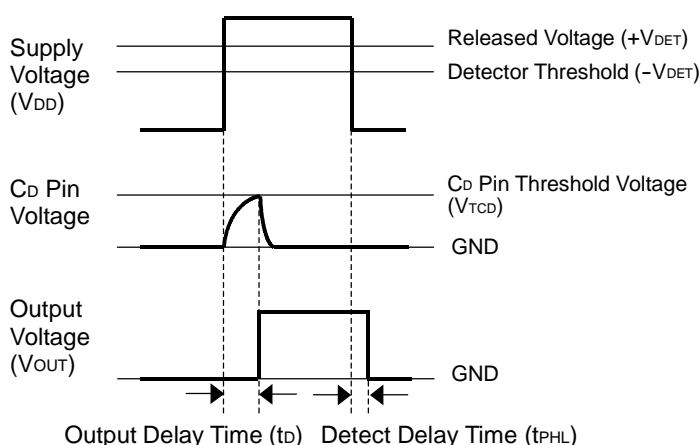 Supply
Voltage
(VDD)
Released Voltage (+VDET)
Detector Threshold (-VDET)
CD Pin
Voltage
CD Pin Threshold Voltage
(VTCD)
GND
Output
Voltage
(VOUT)
GND
Output Delay Time (tD) Detect Delay Time (tPHL)